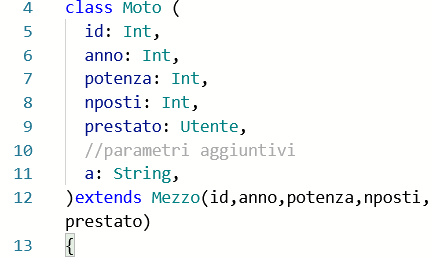 4 class Moto (
5 id: Int,
6 anno: Int,
7 potenza: Int,
8 nposti: Int,
9 prestato: Utente,
10 //parametri aggiuntivi
11 a: String,
12 )extends Mezzo(id,anno,potenza,nposti,
prestato)
13 {